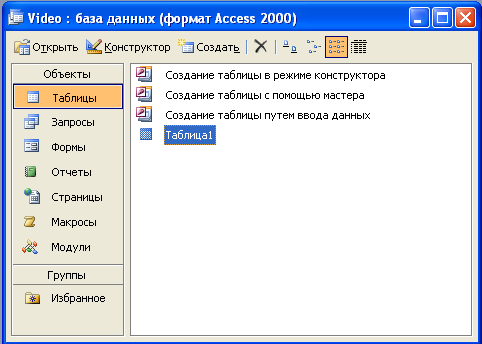 Video : база данных (формат Access 2000)
Открыть Конструктор Создать
Объекты
Таблицы
Запросы
Формы
Отчеты
Страницы
Макросы
Модули
Группы
Избранное
Создание таблицы в режиме конструктора
Создание таблицы с помощью мастера
Создание таблицы путем ввода данных
Таблица1